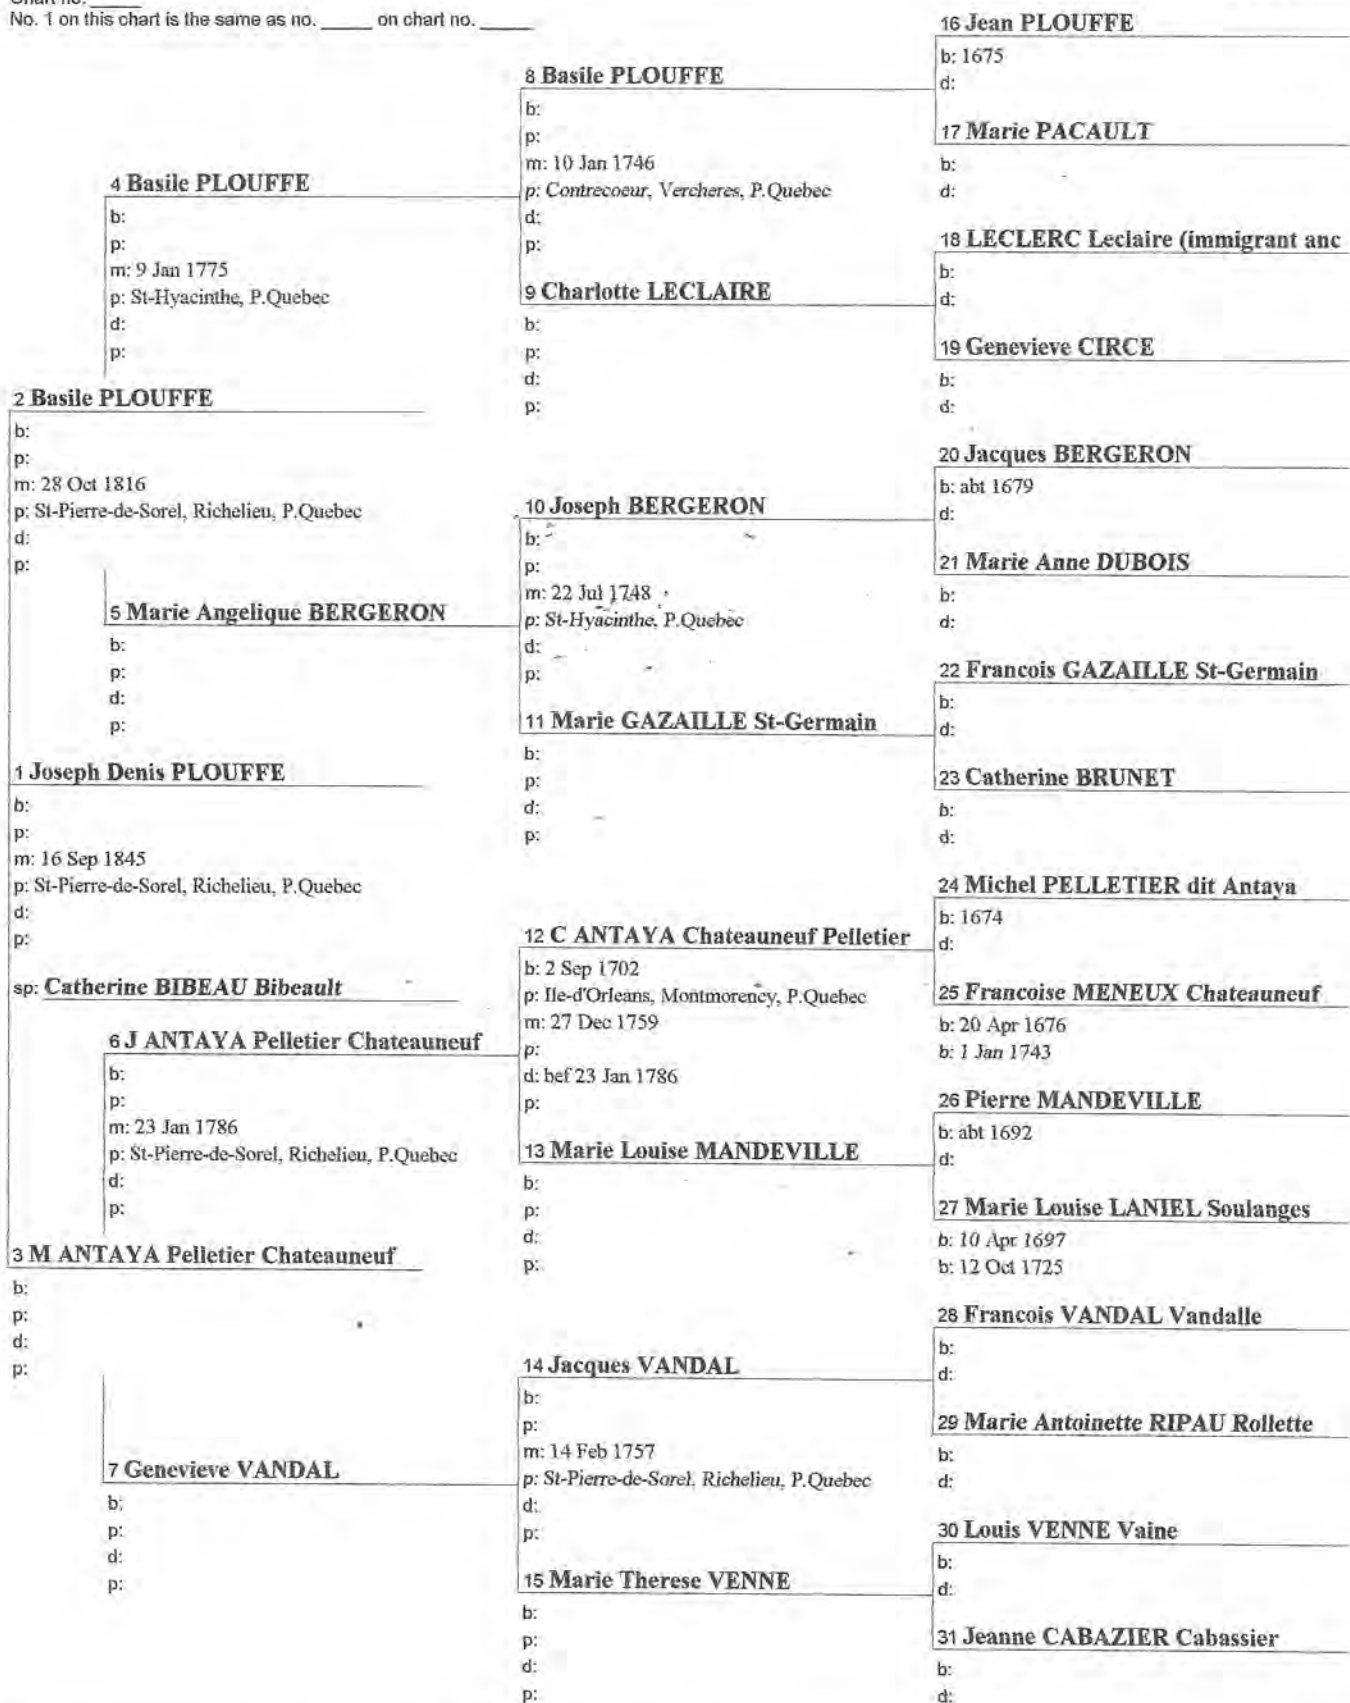 No. 1 on this chart is the same as no. _____ on chart no. _____
16 Jean PLOUFFE
b: 1675
d:
8 Basile PLOUFFE
b:
p:
m: 10 Jan 1746
p: Contrecoeur, Vercheres, P.Quebec
d:
p:
17 Marie PACAULT
b:
d:
4 Basile PLOUFFE
b:
p:
m: 9 Jan 1775
p: St-Hyacinthe, P.Quebec
d:
p:
18 LECLERC Leclaire (immigrant anc
b:
d:
9 Charlotte LECLAIRE
b:
p:
d:
p:
19 Genevieve CIRCE
b:
d:
2 Basile PLOUFFE
b:
p:
m: 28 Oct 1816
p: St-Pierre-de-Sorel, Richelieu, P.Quebec
d:
p:
20 Jacques BERGERON
b: abt 1679
d:
10 Joseph BERGERON
b:
p:
m: 22 Jul 1748
p: St-Hyacinthe, P.Quebec
d:
p:
21 Marie Anne DUBOIS
b:
d:
5 Marie Angelique BERGERON
b:
p:
d:
p:
22 Francois GAZAILLE St-Germain
b:
d:
11 Marie GAZAILLE St-Germain
b:
p:
d:
p:
23 Catherine BRUNET
b:
d:
1 Joseph Denis PLOUFFE
b:
p:
m: 16 Sep 1845
p: St-Pierre-de-Sorel, Richelieu, P.Quebec
d:
p:
sp: Catherine BIBEAU Bibeault
24 Michel PELLETIER dit Antaya
b: 1674
d:
12 C ANTAYA Chateauneuf Pelletier
b: 2 Sep 1702
p: Ile-d'Orleans, Montmorency, P.Quebec
m: 27 Dec 1759
p:
d: bef 23 Jan 1786
p:
25 Francoise MENEUX Chateauneuf
b: 20 Apr 1676
b: 1 Jan 1743
6 J ANTAYA Pelletier Chateauneuf
b:
p:
m: 23 Jan 1786
p: St-Pierre-de-Sorel, Richelieu, P.Quebec
d:
p:
26 Pierre MANDEVILLE
b: abt 1692
d:
13 Marie Louise MANDEVILLE
b:
p:
d:
p:
27 Marie Louise LANIEL Soulanges
b: 10 Apr 1697
b: 12 Oct 1725
3 M ANTAYA Pelletier Chateauneuf
b:
p:
d:
p:
28 Francois VANDAL Vandalle
b:
d:
14 Jacques VANDAL
b:
p:
m: 14 Feb 1757
p: St-Pierre-de-Sorel, Richelieu, P.Quebec
d:
p:
29 Marie Antoinette RIPAU Rollette
b:
d:
7 Genevieve VANDAL
b:
p:
d:
p:
30 Louis VENNE Vaine
b:
d:
15 Marie Therese VENNE
b:
p:
d:
p:
31 Jeanne CABAZIER Cabassier
b:
d: